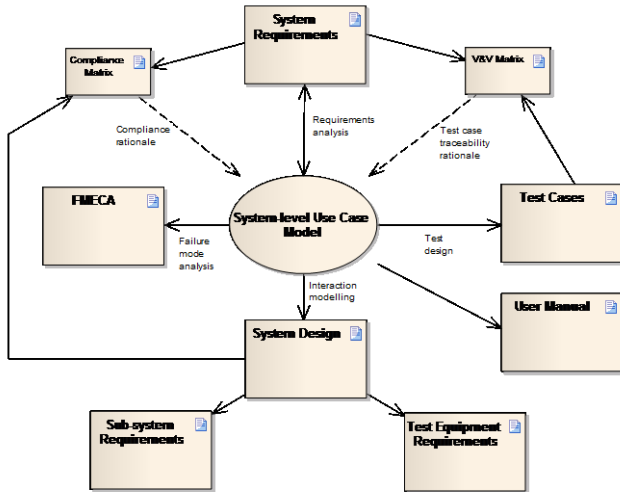 System
Requirements
Compliance
Matrix
V&V Matrix
Compliance
rationale
Requirements
analysis
Test case
traceability
rationale
FMECA
System-level Use Case
Model
Test Cases
Failure
mode
analysis
Test
design
Interaction
modelling
User Manual
System Design
Sub-system
Requirements
Test Equipment
Requirements